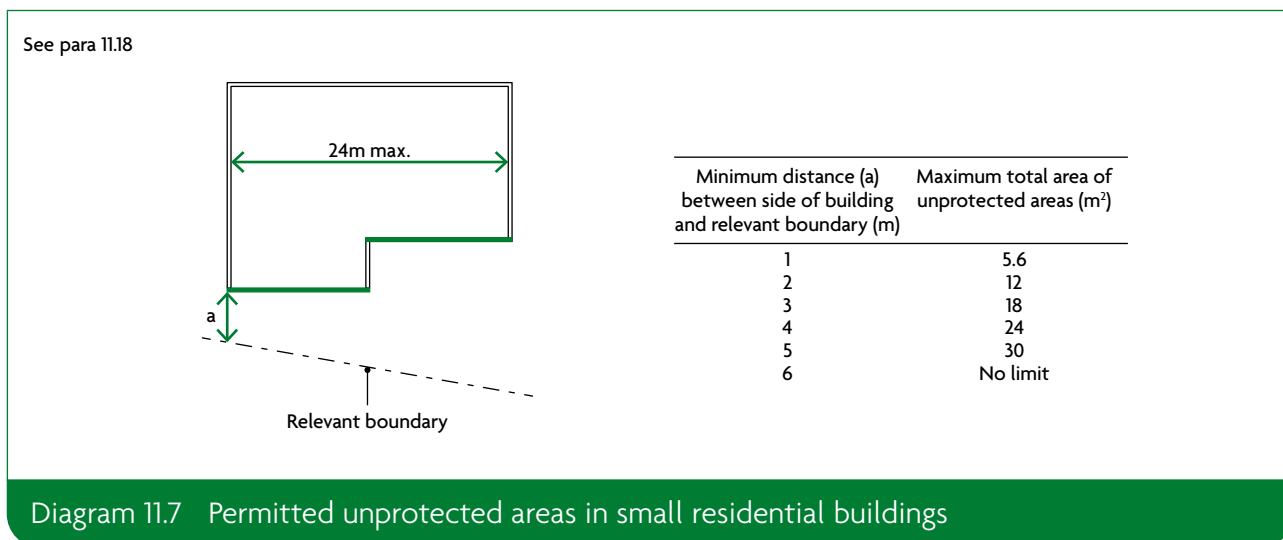 See para 11.18
24m max.
a
Relevant boundary
Minimum distance (a)
between side of building
and relevant boundary (m)
Maximum total area of
unprotected areas (m²)
1 5.6
2 12
3 18
4 24
5 30
6 No limit
Diagram 11.7 Permitted unprotected areas in small residential buildings